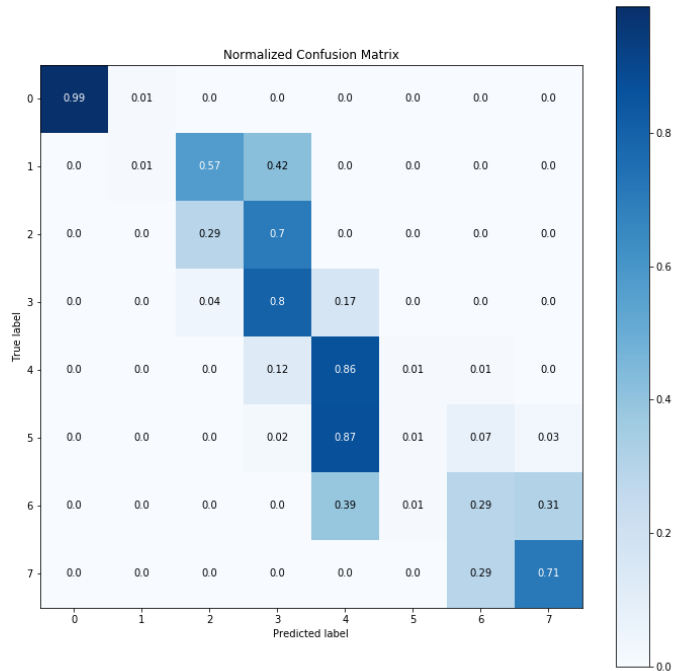 Normalized Confusion Matrix
0 0.99 0.01 0.0 0.0 0.0 0.0 0.0 0.0
1 0.0 0.01 0.57 0.42 0.0 0.0 0.0 0.0
2 0.0 0.0 0.29 0.7 0.0 0.0 0.0 0.0
3 0.0 0.0 0.04 0.8 0.17 0.0 0.0 0.0
4 0.0 0.0 0.0 0.12 0.86 0.01 0.01 0.0
5 0.0 0.0 0.0 0.02 0.87 0.01 0.07 0.03
6 0.0 0.0 0.0 0.0 0.39 0.01 0.29 0.31
7 0.0 0.0 0.0 0.0 0.0 0.0 0.29 0.71
0 1 2 3 4 5 6 7
Predicted label
True label
0.8
0.6
0.4
0.2
0.0